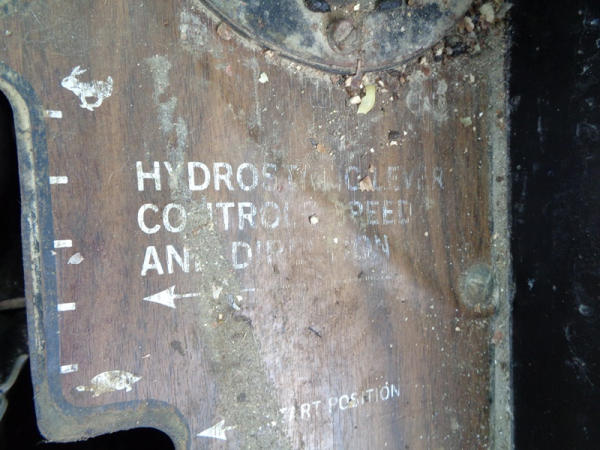 HYDROSTATIC LEVER
CONTROLS SPEED
AND DIRECTION
START POSITION